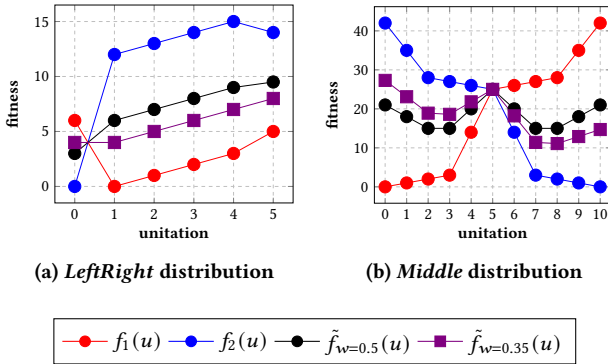 15
10
5
0
fitness
0 1 2 3 4 5
unitation
(a) LeftRight distribution
40
30
20
10
0
fitness
0 1 2 3 4 5 6 7 8 9 10
unitation
(b) Middle distribution
f₁(u) f₂(u) f̃w=0.5(u) f̃w=0.35(u)